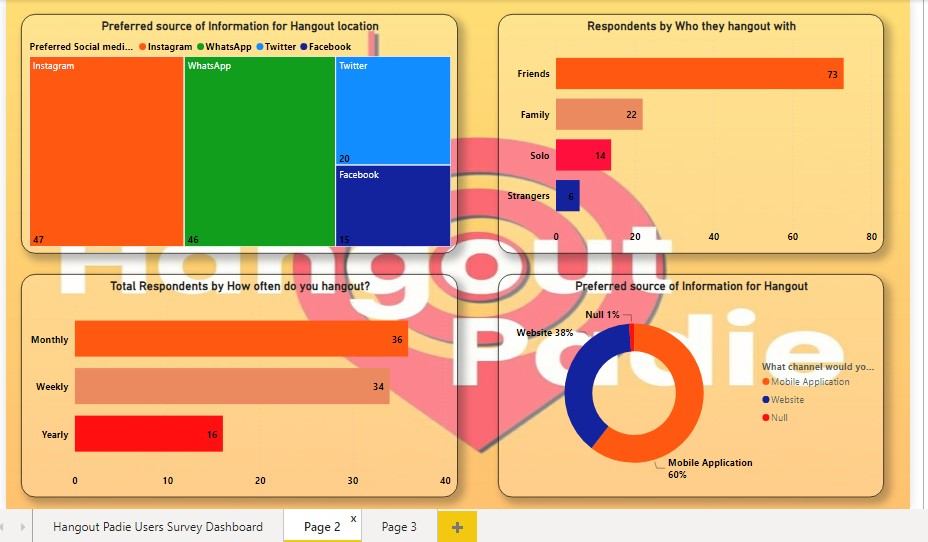 Preferred source of Information for Hangout location
Preferred Social medi... Instagram WhatsApp Twitter Facebook
Instagram
47
WhatsApp
46
Twitter
20
Facebook
15
Respondents by Who they hangout with
Friends 73
Family 22
Solo 14
Strangers 6
0 20 40 60 80
Hangout
Padie
Total Respondents by How often do you hangout?
Monthly 36
Weekly 34
Yearly 16
0 10 20 30 40
Preferred source of Information for Hangout
Null 1%
Website 38%
Mobile Application
60%
What channel would yo...
Mobile Application
Website
Null
Hangout Padie Users Survey Dashboard Page 2 x Page 3 +